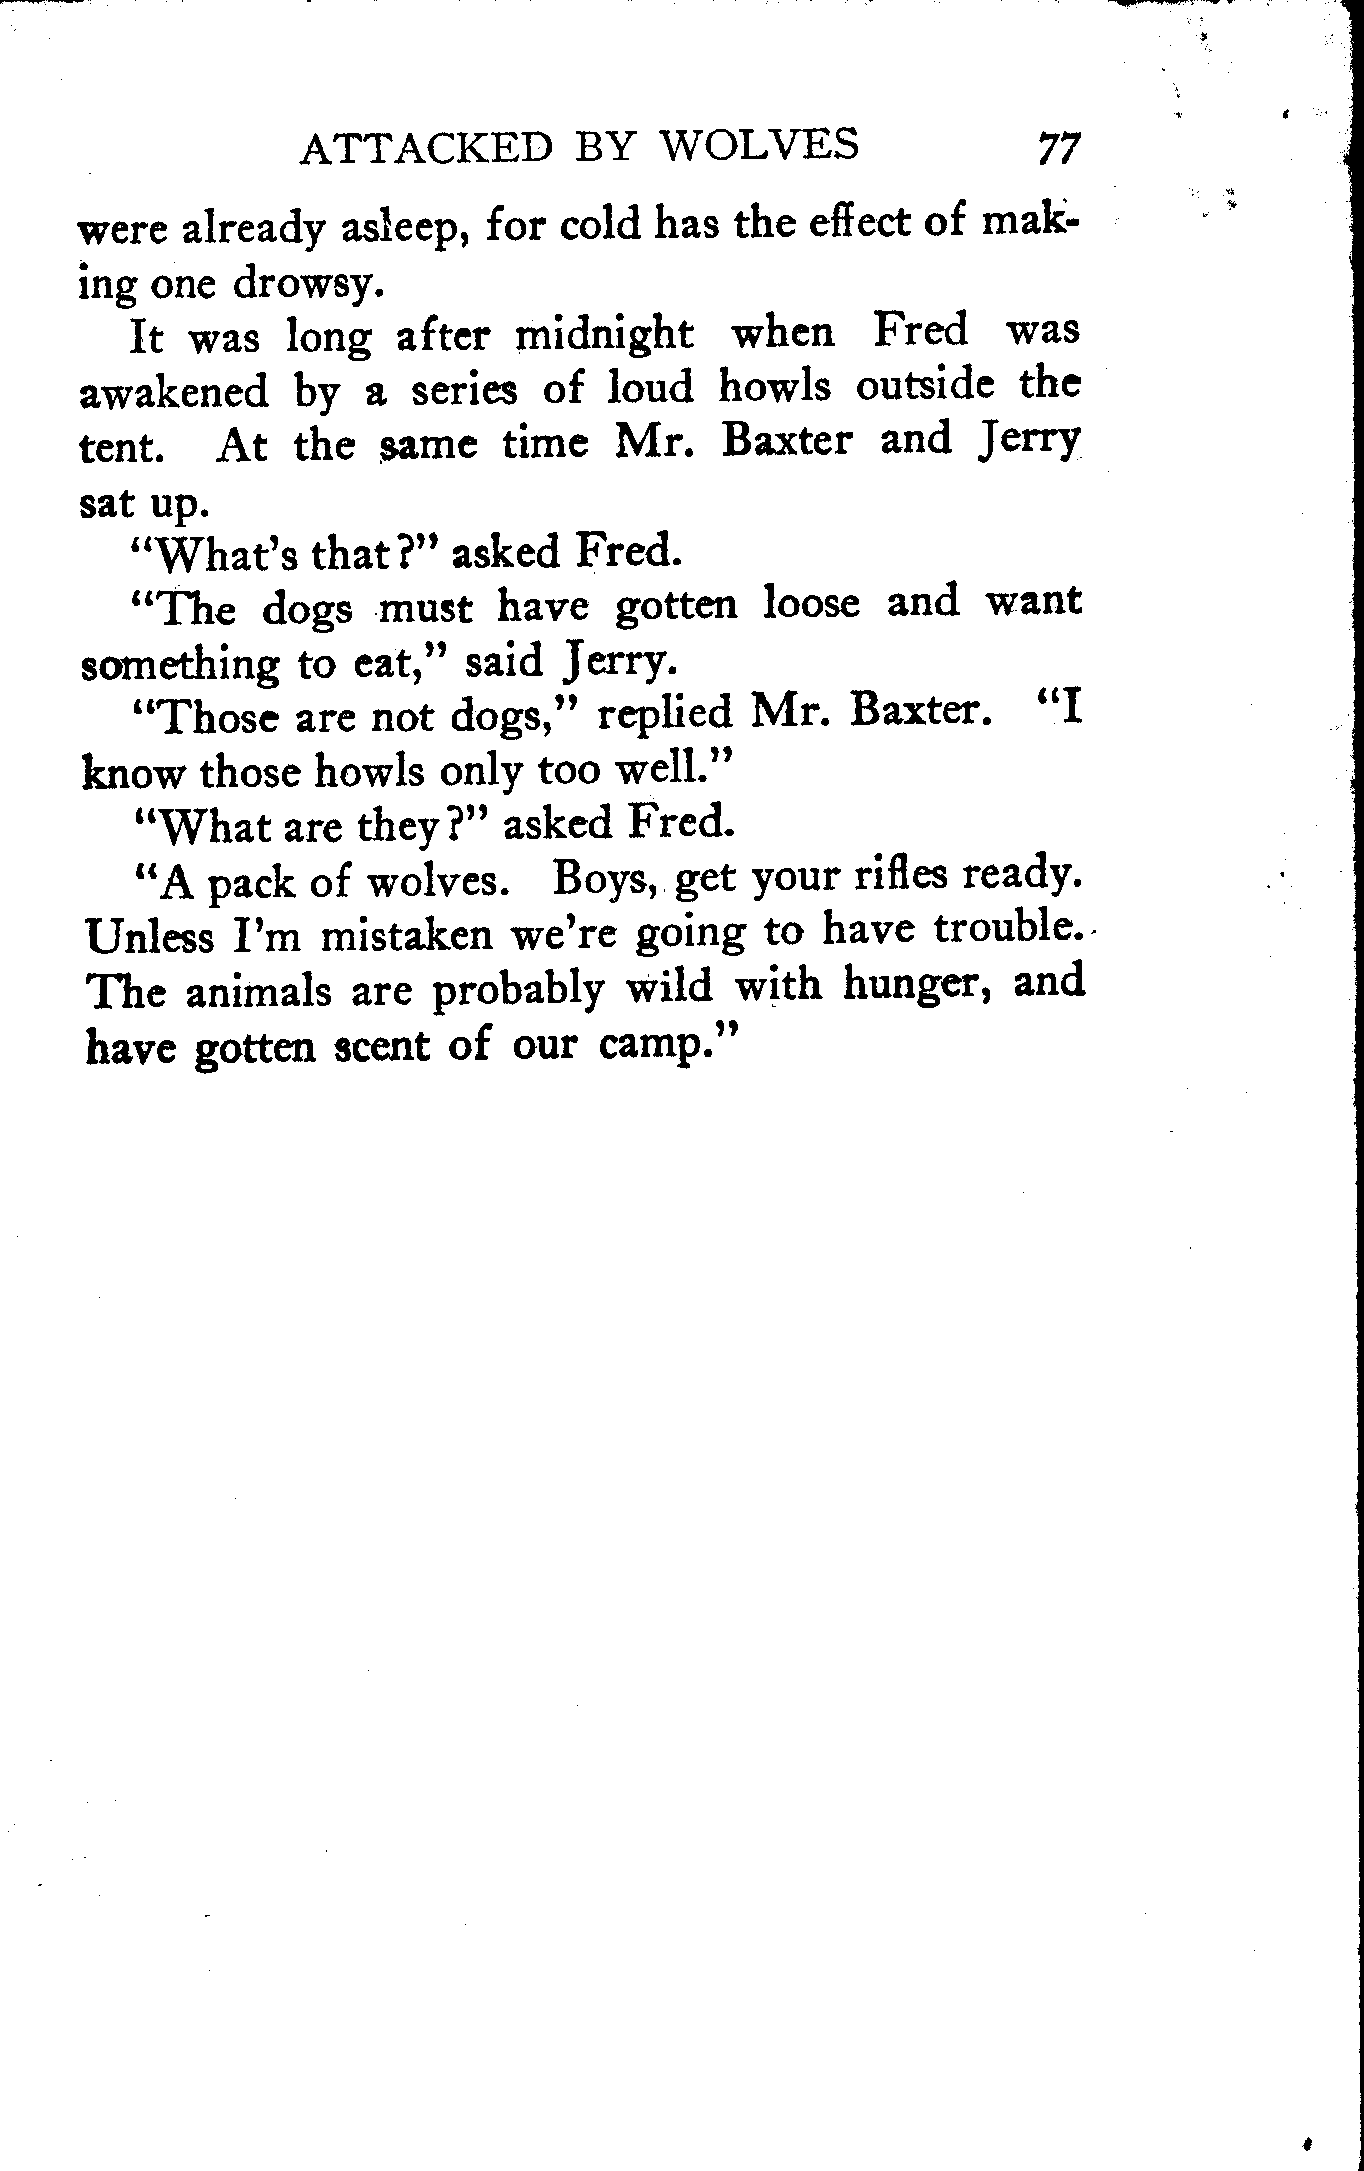 ATTACKED BY WOLVES 77
were already asleep, for cold has the effect of mak-
ing one drowsy.
It was long after midnight when Fred was
awakened by a series of loud howls outside the
tent. At the same time Mr. Baxter and Jerry
sat up.
“What's that?” asked Fred.
“The dogs must have gotten loose and want
something to eat,” said Jerry.
“Those are not dogs,” replied Mr. Baxter. “I
know those howls only too well.”
“What are they?” asked Fred.
“A pack of wolves. Boys, get your rifles ready.
Unless I'm mistaken we're going to have trouble.
The animals are probably wild with hunger, and
have gotten scent of our camp.”